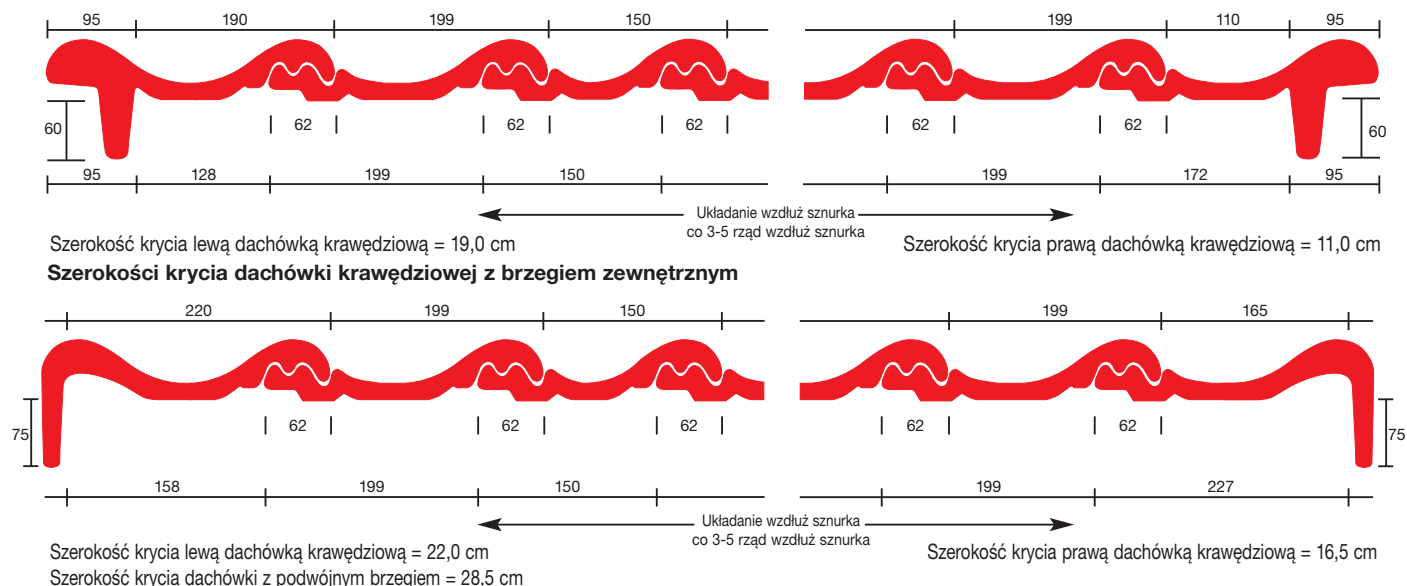 95 190 199 150 199 110 95
60 62 62 62 62 62 60
95 128 199 150 199 172 95
Układanie wzdłuż sznurka
co 3-5 rząd wzdłuż sznurka
Szerokość krycia lewą dachówką krawędziową = 19,0 cm
Szerokość krycia prawą dachówką krawędziową = 11,0 cm
Szerokości krycia dachówki krawędziowej z brzegiem zewnętrznym
220 199 150 199 165
75 62 62 62 62 62 75
158 199 150 199 227
Układanie wzdłuż sznurka
co 3-5 rząd wzdłuż sznurka
Szerokość krycia lewą dachówką krawędziową = 22,0 cm
Szerokość krycia prawą dachówką krawędziową = 16,5 cm
Szerokość krycia dachówki z podwójnym brzegiem = 28,5 cm